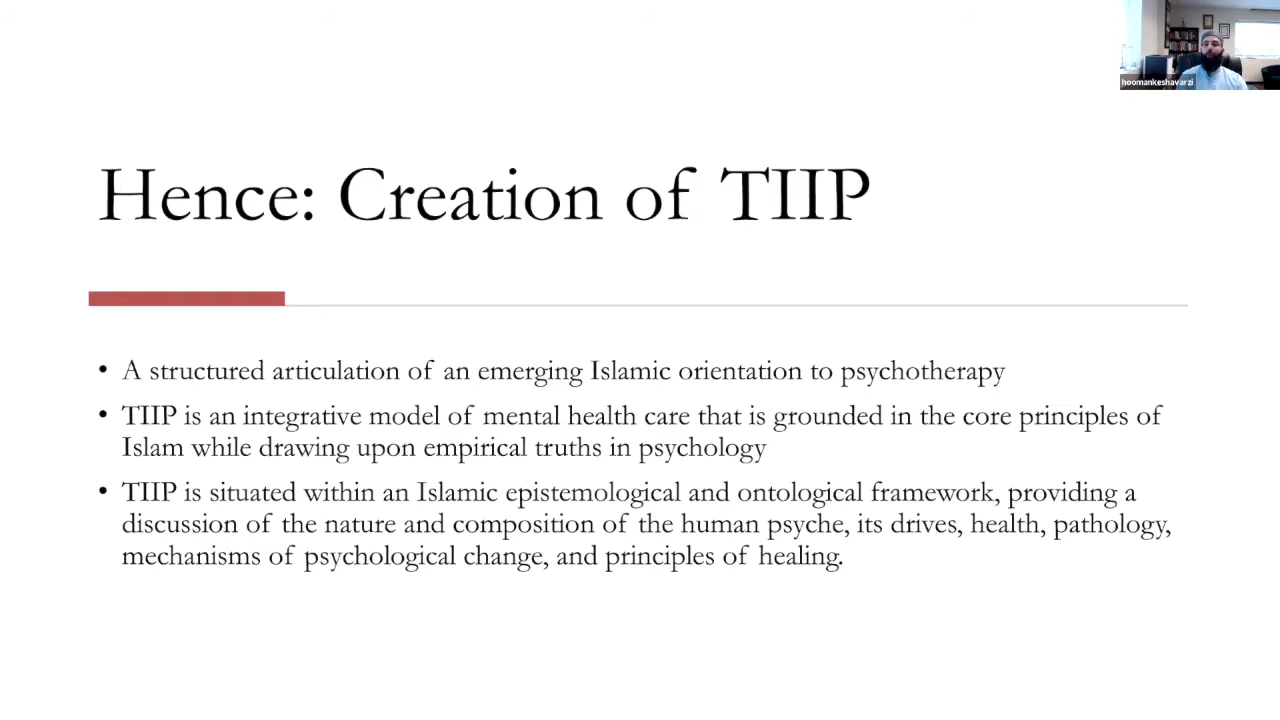 hoomankeshavarzi
Hence: Creation of TIIP
• A structured articulation of an emerging Islamic orientation to psychotherapy
• TIIP is an integrative model of mental health care that is grounded in the core principles of
Islam while drawing upon empirical truths in psychology
• TIIP is situated within an Islamic epistemological and ontological framework, providing a
discussion of the nature and composition of the human psyche, its drives, health, pathology,
mechanisms of psychological change, and principles of healing.